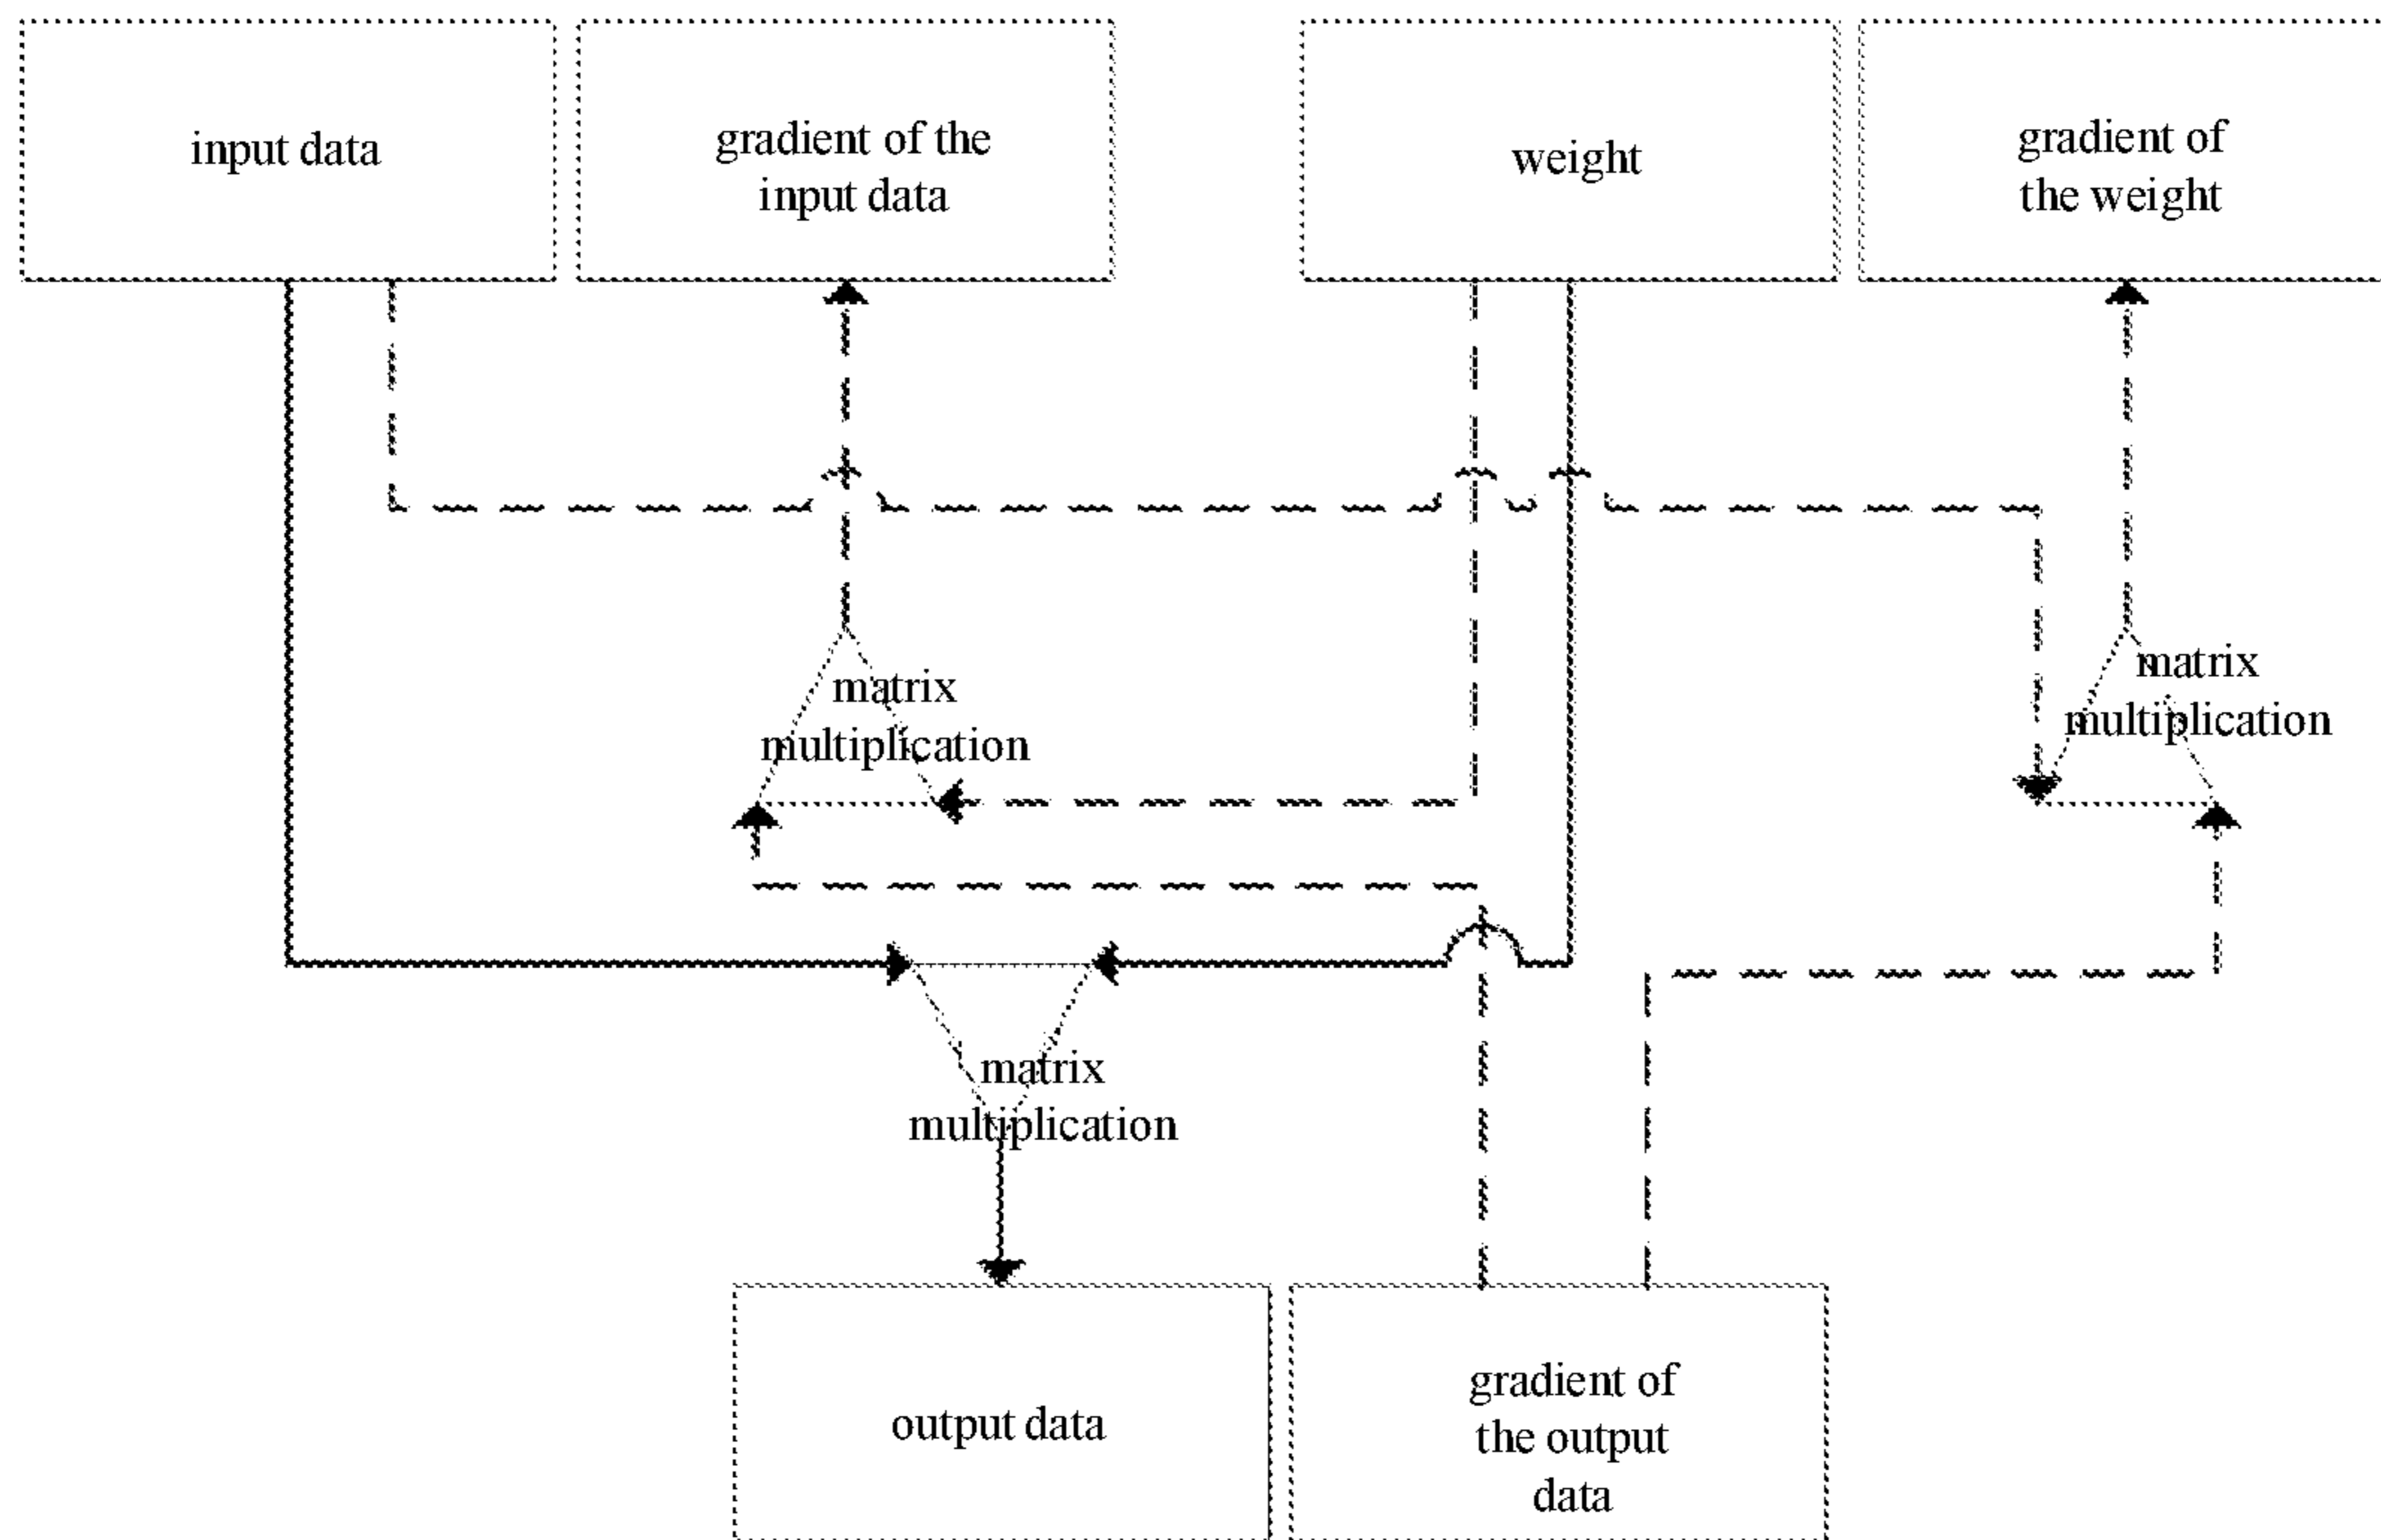 input data
gradient of the
input data
weight
gradient of
the weight
matrix
multiplication
matrix
multiplication
matrix
multiplication
output data
gradient of
the output
data